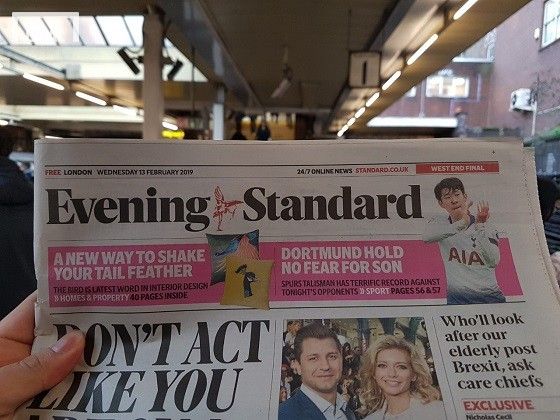 FREE LONDON WEDNESDAY 13 FEBRUARY 2019
24/7 ONLINE NEWS STANDARD.CO.UK
WEST END FINAL
Evening Standard
A NEW WAY TO SHAKE
YOUR TAIL FEATHER
THE BIRD IS LATEST WORD IN INTERIOR DESIGN
» HOMES & PROPERTY 40 PAGES INSIDE
DORTMUND HOLD
NO FEAR FOR SON
SPURS TALISMAN HAS TERRIFIC RECORD AGAINST
TONIGHT'S OPPONENTS » SPORT PAGES 56 & 57
AIA
DON'T ACT
LIKE YOU
Who'll look
after our
elderly post
Brexit, ask
care chiefs
EXCLUSIVE
Nicholas Cecil